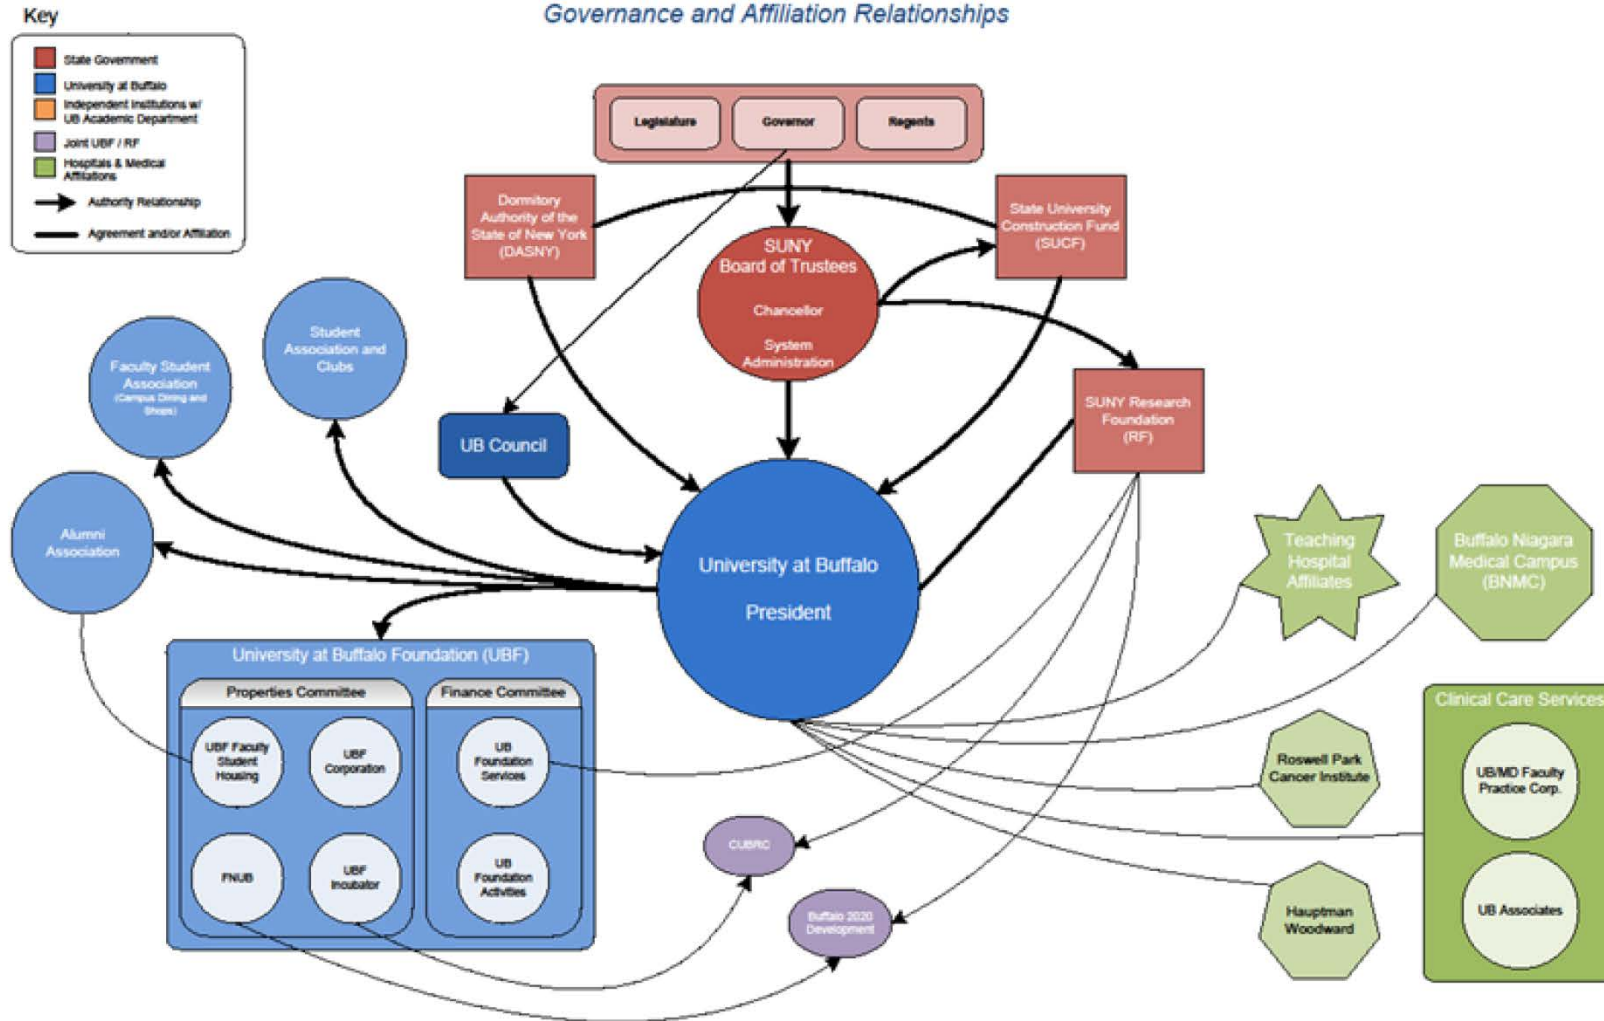 Governance and Affiliation Relationships
Key
State Government
University at Buffalo
Independent Institutions w/
UB Academic Department
Joint UBF / RF
Hospitals & Medical
Affiliations
Authority Relationship
Agreement and/or Affiliation
Legislature
Governor
Regents
Dormitory
Authority of the
State of New York
(DASNY)
SUNY
Board of Trustees
Chancellor
System
Administration
State University
Construction Fund
(SUCF)
Student
Association and
Clubs
Faculty Student
Association
(Campus Dining and
Shops)
UB Council
SUNY Research
Foundation
(RF)
Alumni
Association
University at Buffalo
President
Teaching
Hospital
Affiliates
Buffalo Niagara
Medical Campus
(BNMC)
University at Buffalo Foundation (UBF)
Properties Committee
Finance Committee
UBF Faculty
Student
Housing
UBF
Corporation
UB
Foundation
Services
FNUB
UBF
Incubator
UB
Foundation
Activities
CUBRC
Buffalo 2020
Development
Roswell Park
Cancer Institute
Hauptman
Woodward
Clinical Care Services
UB/MD Faculty
Practice Corp.
UB Associates